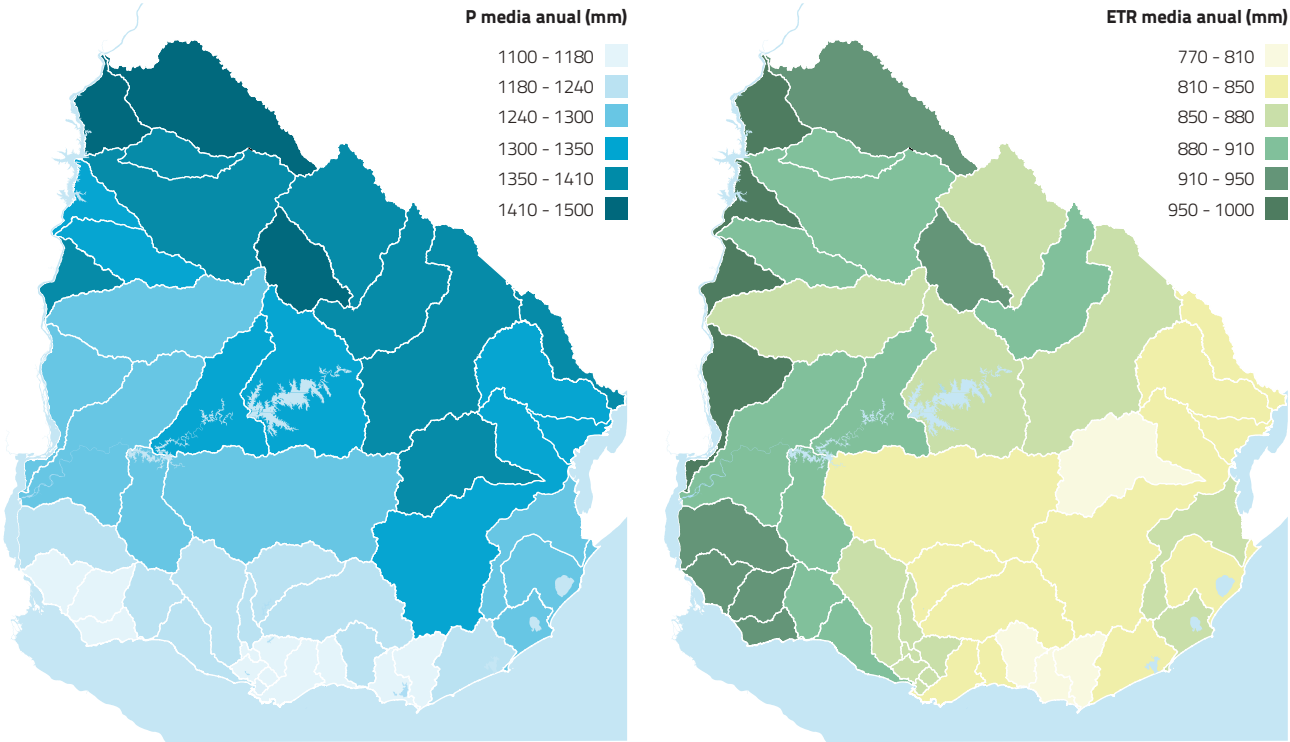 P media anual (mm)
1100 - 1180
1180 - 1240
1240 - 1300
1300 - 1350
1350 - 1410
1410 - 1500
ETR media anual (mm)
770 - 810
810 - 850
850 - 880
880 - 910
910 - 950
950 - 1000